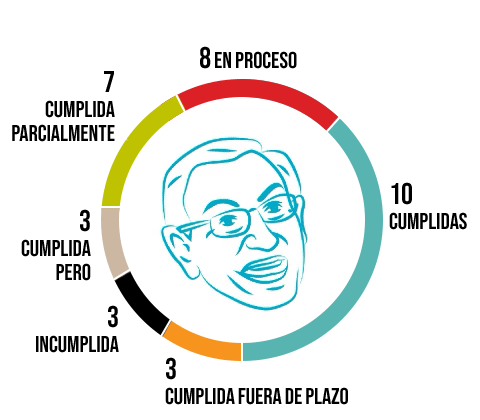 8 EN PROCESO
7
CUMPLIDA
PARCIALMENTE
10
CUMPLIDAS
3
CUMPLIDA
PERO
3
INCUMPLIDA
3
CUMPLIDA FUERA DE PLAZO